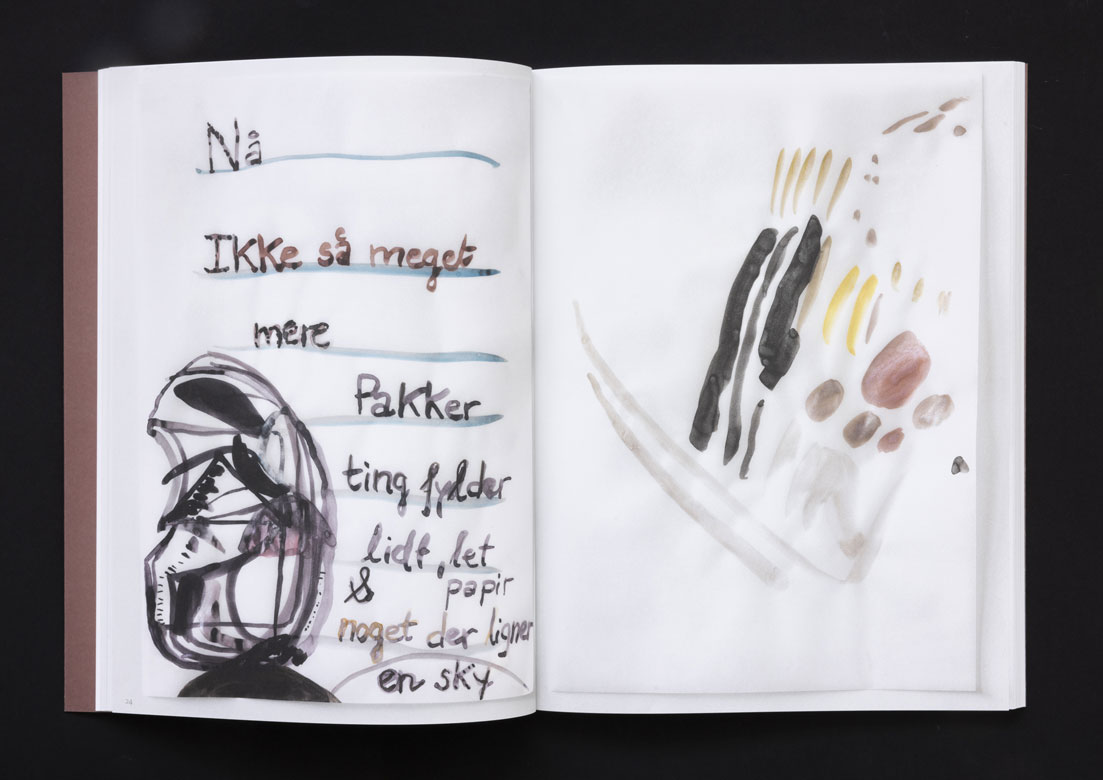 Nå
Ikke så meget
mere
Pakker
ting fylder
lidt, let
& papir
noget der ligner
en sky
24